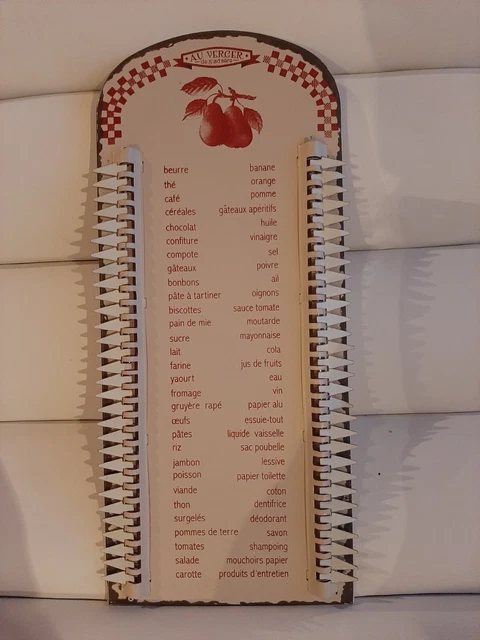 AU VERGER
beurre banane
thé orange
café pomme
céréales gâteaux apéritifs
chocolat huile
confiture vinaigre
compote sel
gâteaux poivre
bonbons ail
pâte à tartiner oignons
biscottes sauce tomate
pain de mie moutarde
sucre mayonnaise
lait cola
farine jus de fruits
yaourt eau
fromage vin
gruyère rapé papier alu
œufs essuie-tout
pâtes liquide vaisselle
riz sac poubelle
jambon lessive
poisson papier toilette
viande coton
thon dentifrice
surgelés déodorant
pommes de terre savon
tomates shampoing
salade mouchoirs papier
carotte produits d'entretien